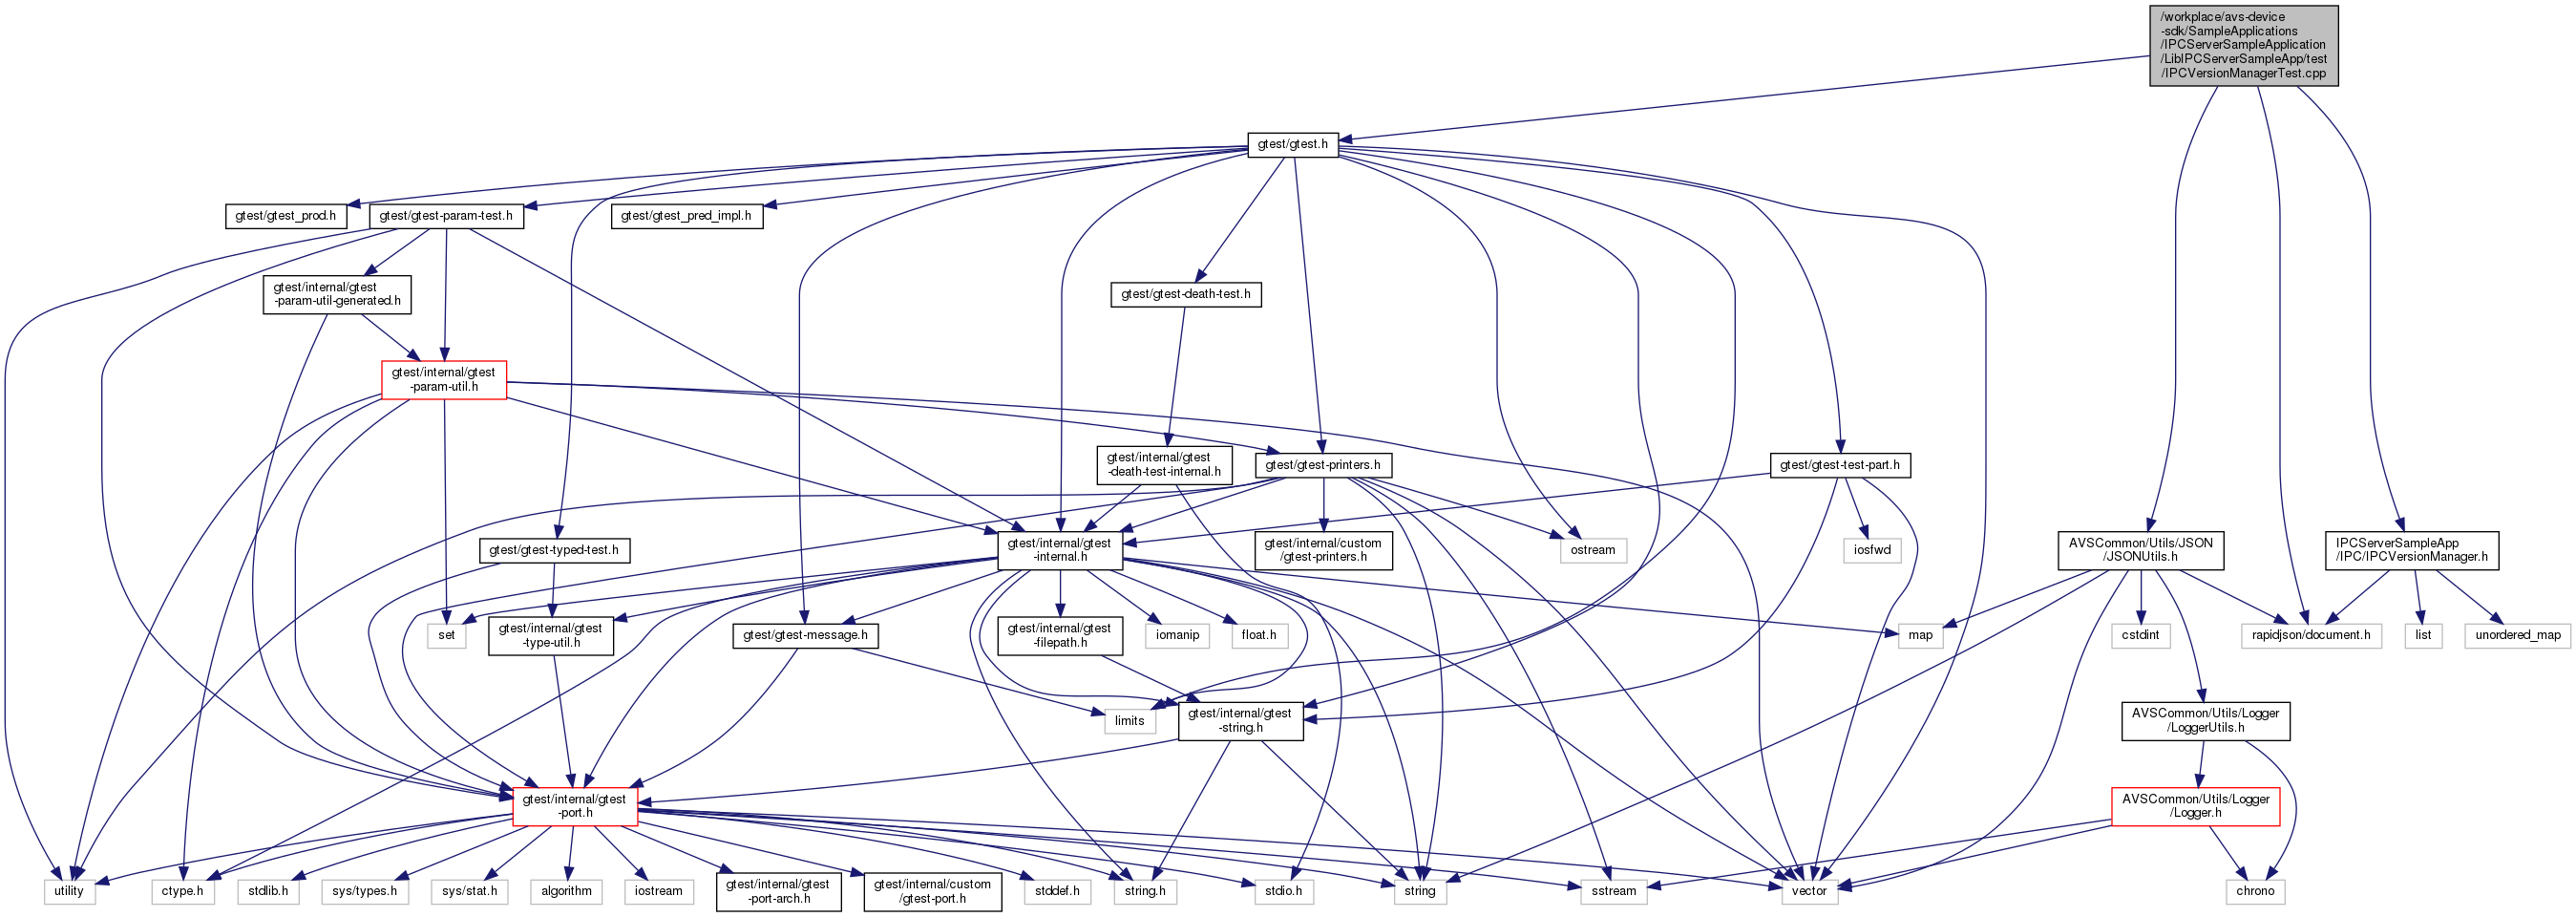 /workplace/avs-device
-sdk/SampleApplications
/IPCServerSampleApplication
/LibIPCServerSampleApp/test
/IPCVersionManagerTest.cpp
gtest/gtest.h
gtest/gtest_prod.h
gtest/gtest-param-test.h
gtest/gtest_pred_impl.h
gtest/internal/gtest
-param-util-generated.h
gtest/gtest-death-test.h
gtest/internal/gtest
-param-util.h
gtest/internal/gtest
-death-test-internal.h
gtest/gtest-printers.h
gtest/gtest-test-part.h
gtest/gtest-typed-test.h
gtest/internal/gtest
-internal.h
gtest/internal/custom
/gtest-printers.h
ostream
iosfwd
AVSCommon/Utils/JSON
/JSONUtils.h
IPCServerSampleApp
/IPC/IPCVersionManager.h
set
gtest/internal/gtest
-type-util.h
gtest/gtest-message.h
gtest/internal/gtest
-filepath.h
iomanip
float.h
map
cstdint
rapidjson/document.h
list
unordered_map
limits
gtest/internal/gtest
-string.h
AVSCommon/Utils/Logger
/LoggerUtils.h
gtest/internal/gtest
-port.h
AVSCommon/Utils/Logger
/Logger.h
utility
ctype.h
stdlib.h
sys/types.h
sys/stat.h
algorithm
iostream
gtest/internal/gtest
-port-arch.h
gtest/internal/custom
/gtest-port.h
stddef.h
string.h
stdio.h
string
sstream
vector
chrono